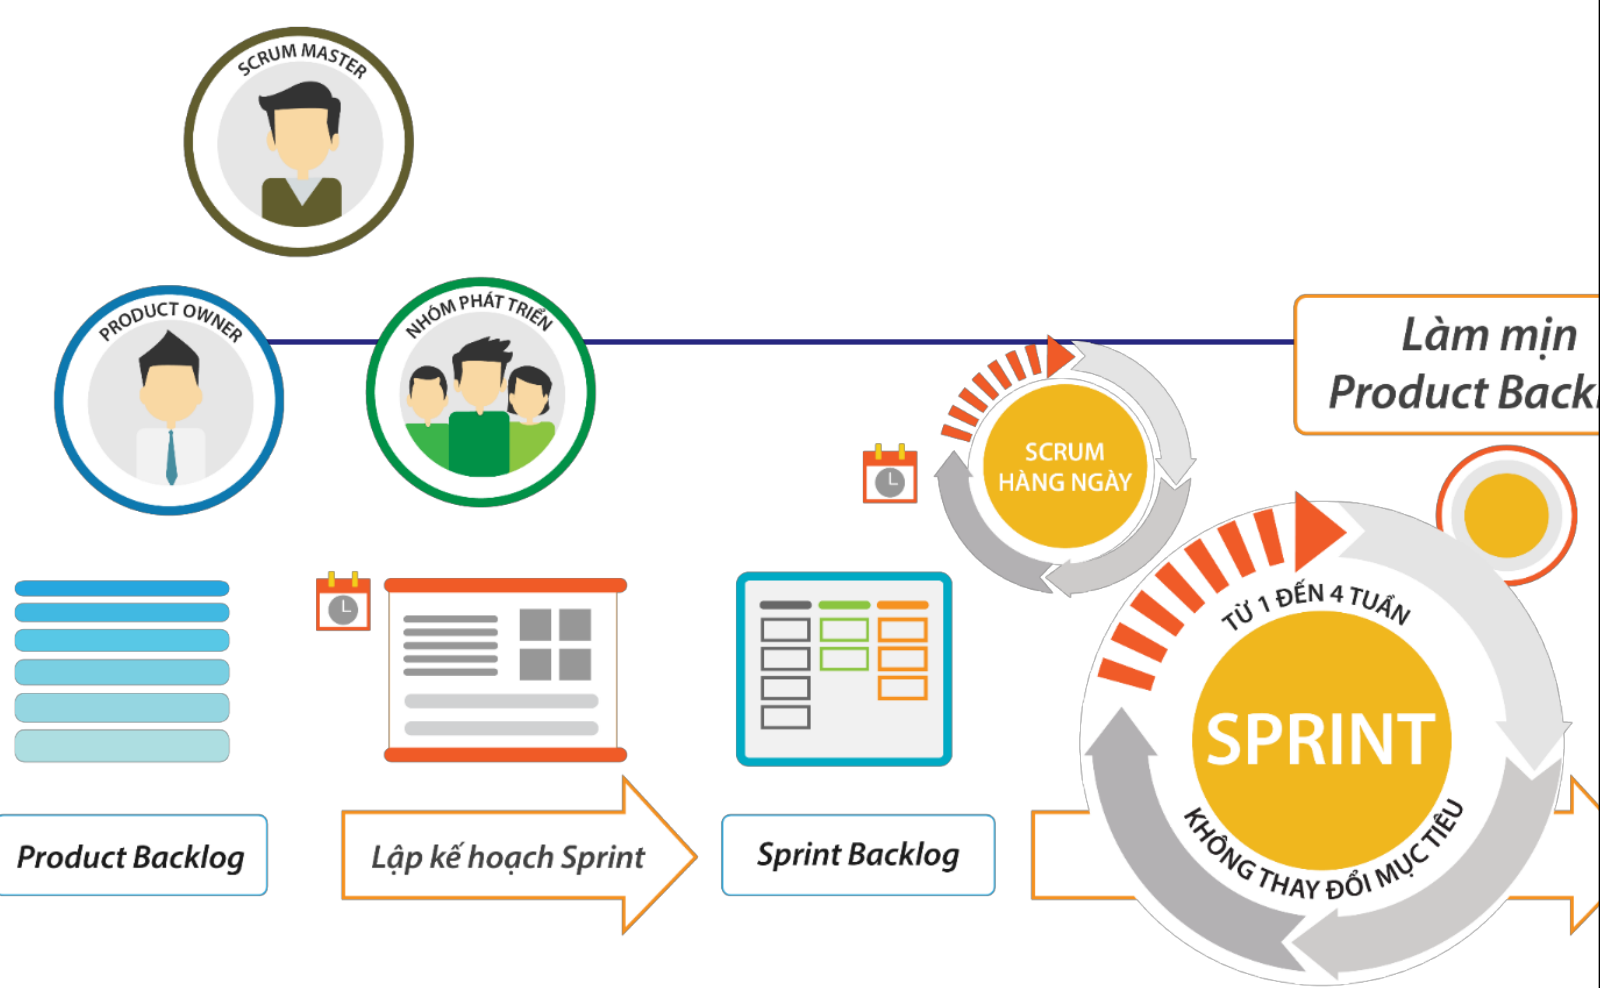 SCRUM MASTER
PRODUCT OWNER
NHÓM PHÁT TRIỂN
Làm mịn
Product
SCRUM
HÀNG NGÀY
TỪ 1 ĐẾN 4 TUẦN
SPRINT
KHÔNG THAY ĐỔI MỤC TIÊU
Product Backlog
Lập kế hoạch Sprint
Sprint Backlog